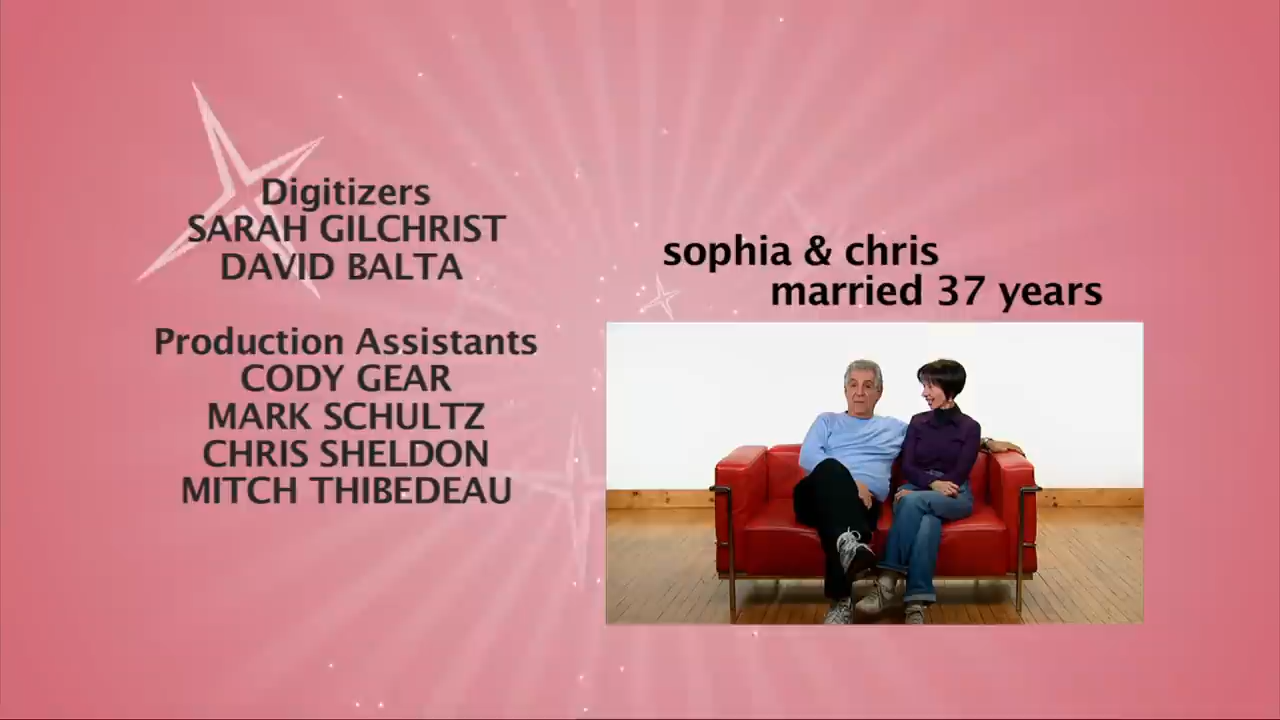 Digitizers
SARAH GILCHRIST
DAVID BALTA
Production Assistants
CODY GEAR
MARK SCHULTZ
CHRIS SHELDON
MITCH THIBEDEAU
sophia & chris
married 37 years